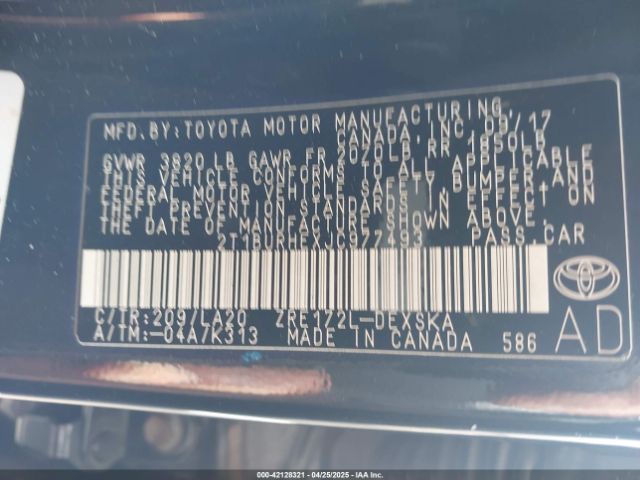 MFD.BY:TOYOTA MOTOR MANUFACTURING
CANADA, INC. 09/17
GVWR 3820 LB GAWR FR 2020LB RR 1850LB
THIS VEHICLE CONFORMS TO ALL APPLICABLE
FEDERAL MOTOR VEHICLE SAFETY, BUMPER AND
THEFT PREVENTION STANDARDS IN EFFECT ON
THE DATE OF MANUFACTURE SHOWN ABOVE.
2T1BURHEXJC977493 PASS.CAR
C/TR:209/LA20 ZRE172L-DEXSKA
A/TM:-04A/K313 MADE IN CANADA 586
AD
000-42128321 | 04/25/2025 - IAA Inc.